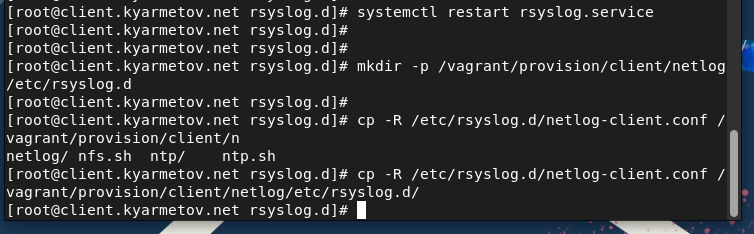 [root@client.kyarmetov.net rsyslog.d]# systemctl restart rsyslog.service
[root@client.kyarmetov.net rsyslog.d]#
[root@client.kyarmetov.net rsyslog.d]#
[root@client.kyarmetov.net rsyslog.d]# mkdir -p /vagrant/provision/client/netlog
/etc/rsyslog.d
[root@client.kyarmetov.net rsyslog.d]#
[root@client.kyarmetov.net rsyslog.d]# cp -R /etc/rsyslog.d/netlog-client.conf /
vagrant/provision/client/n
netlog/ nfs.sh  ntp/    ntp.sh
[root@client.kyarmetov.net rsyslog.d]# cp -R /etc/rsyslog.d/netlog-client.conf /
vagrant/provision/client/netlog/etc/rsyslog.d/
[root@client.kyarmetov.net rsyslog.d]#